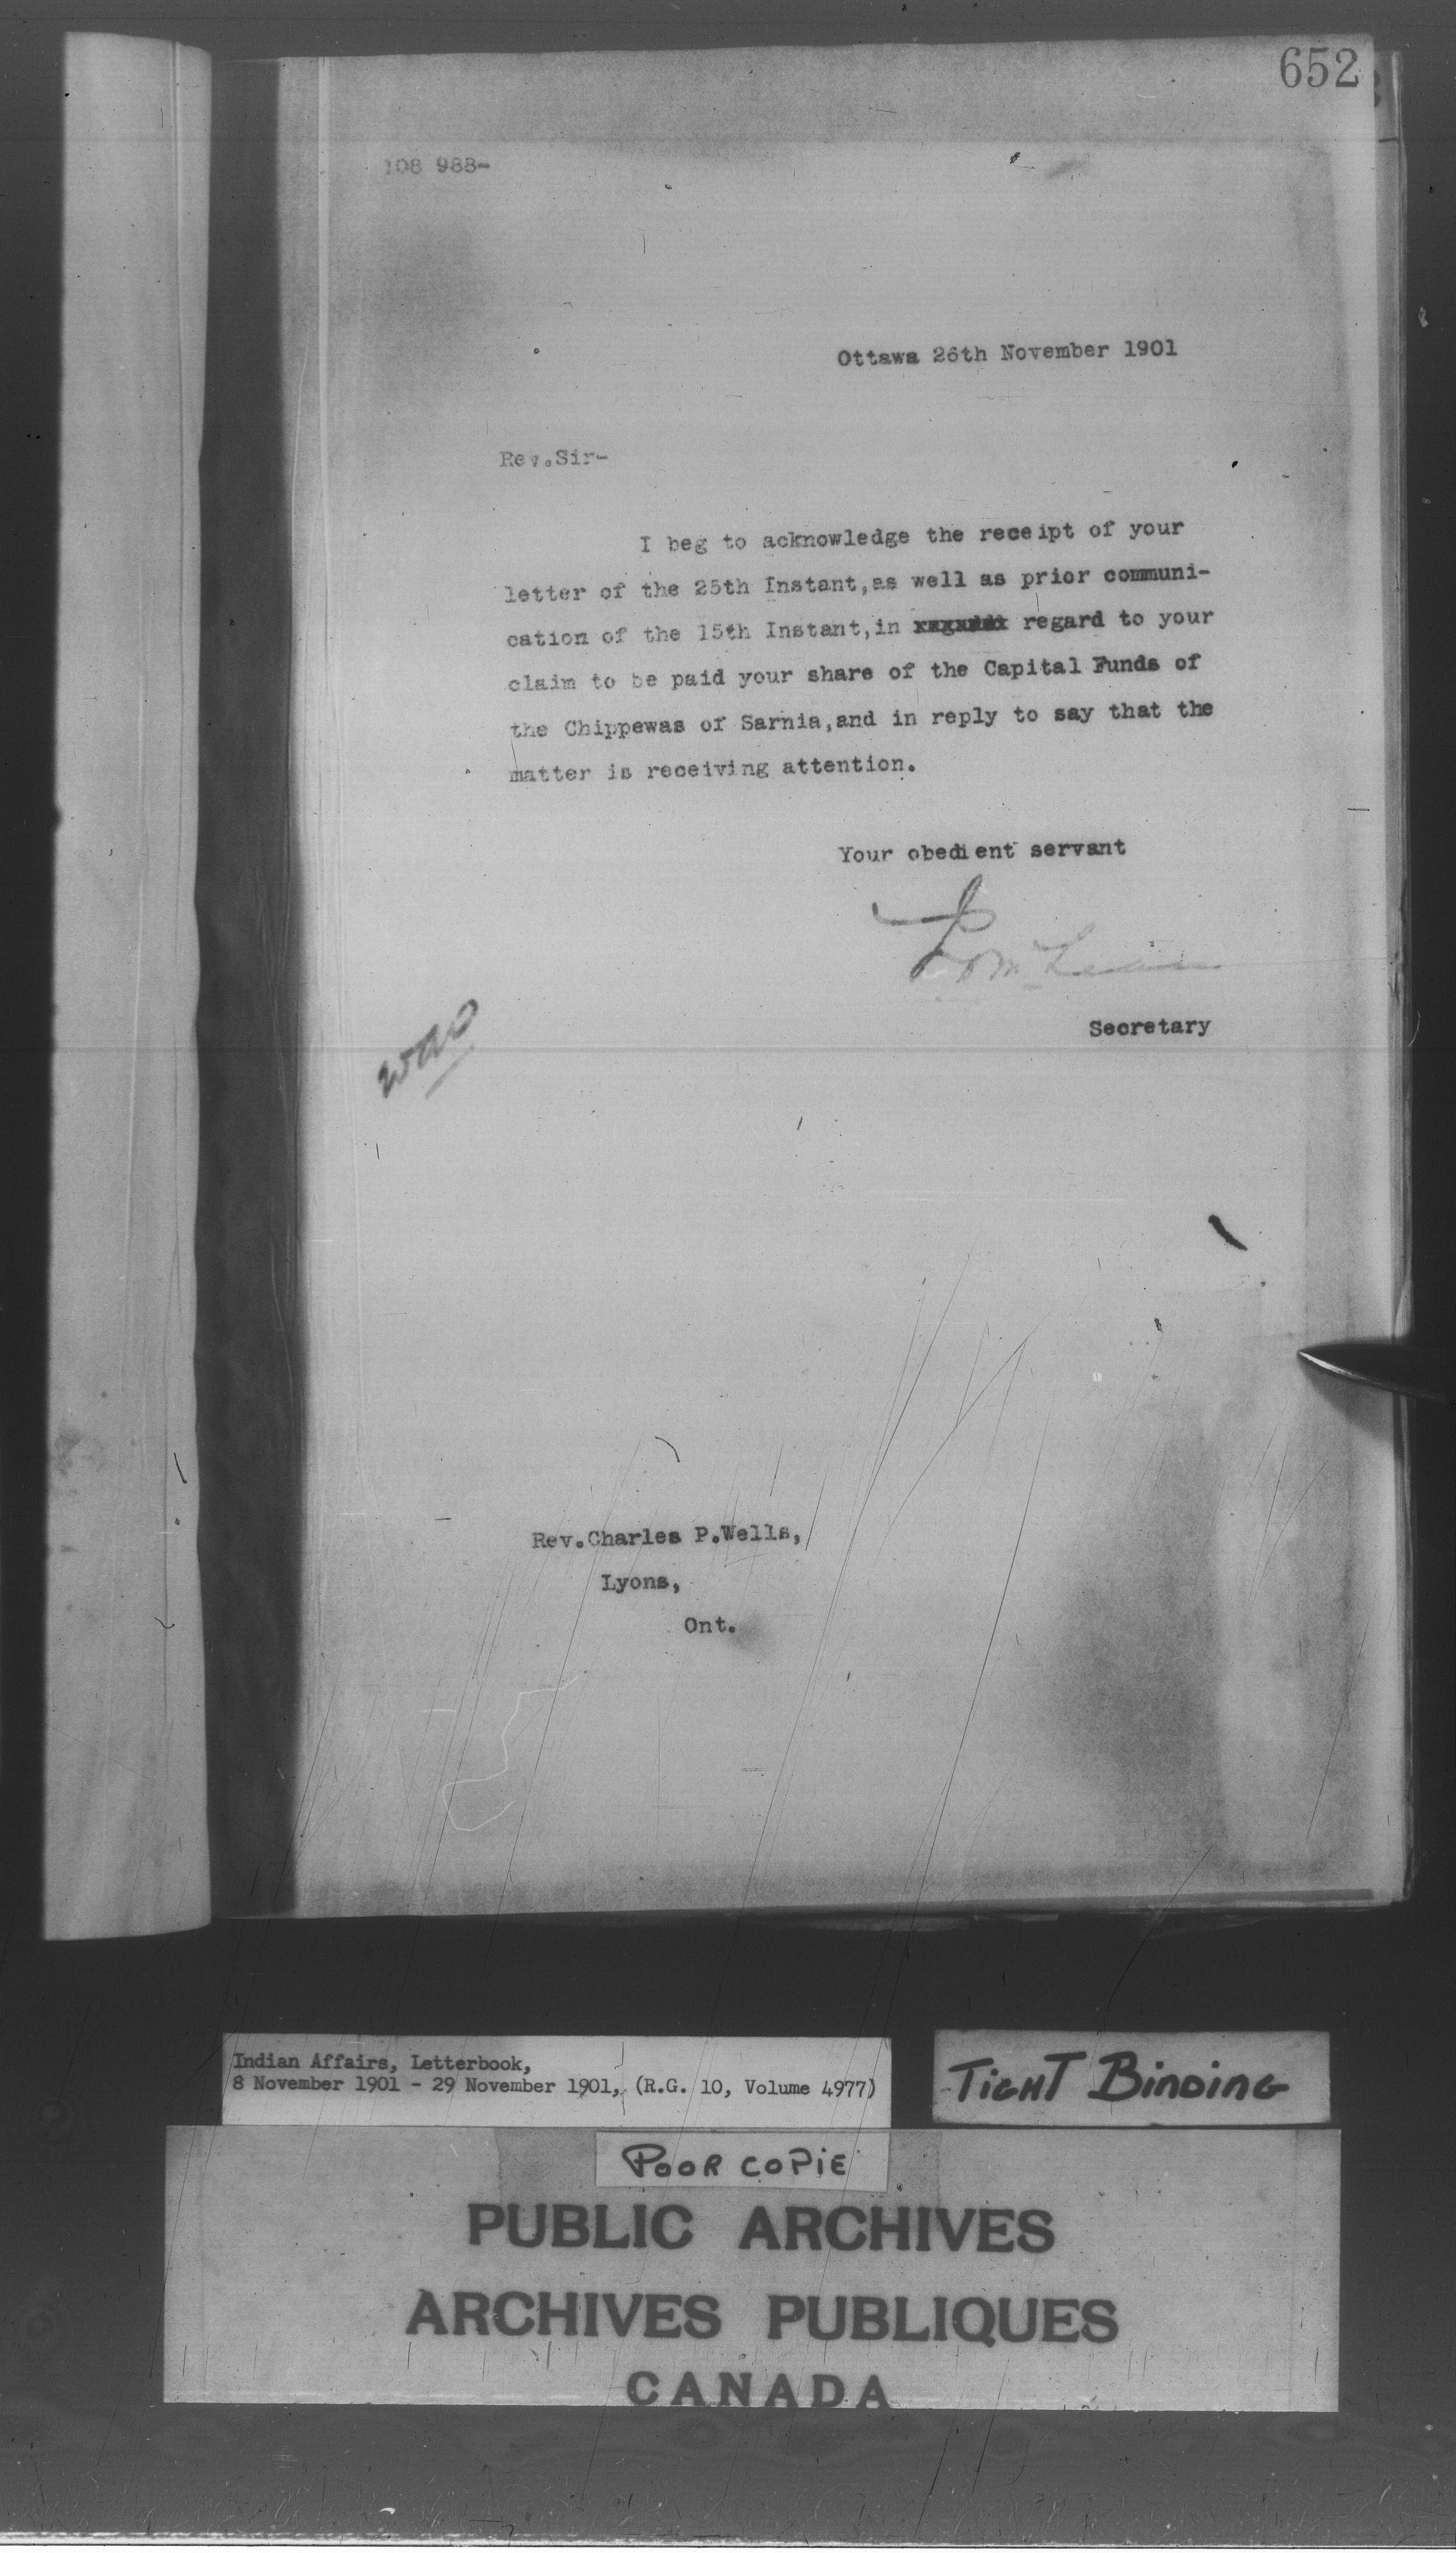 652
108 988-
Ottawa 26th November 1901
Rev.Sir-
I beg to acknowledge the receipt of your
letter of the 25th Instant,as well as prior communi-
cation of the 15th Instant,in regard to your
claim to be paid your share of the Capital Funds of
the Chippewas of Sarnia,and in reply to say that the
matter is receiving attention.
Your obedient servant
McLean
Secretary
Rev.Charles P.Wells,
Lyons,
Ont.
Indian Affairs, Letterbook,
8 November 1901 - 29 November 1901, (R.G. 10, Volume 4977)
TIGHT BINDING
POOR COPIE
PUBLIC ARCHIVES
ARCHIVES PUBLIQUES
CANADA